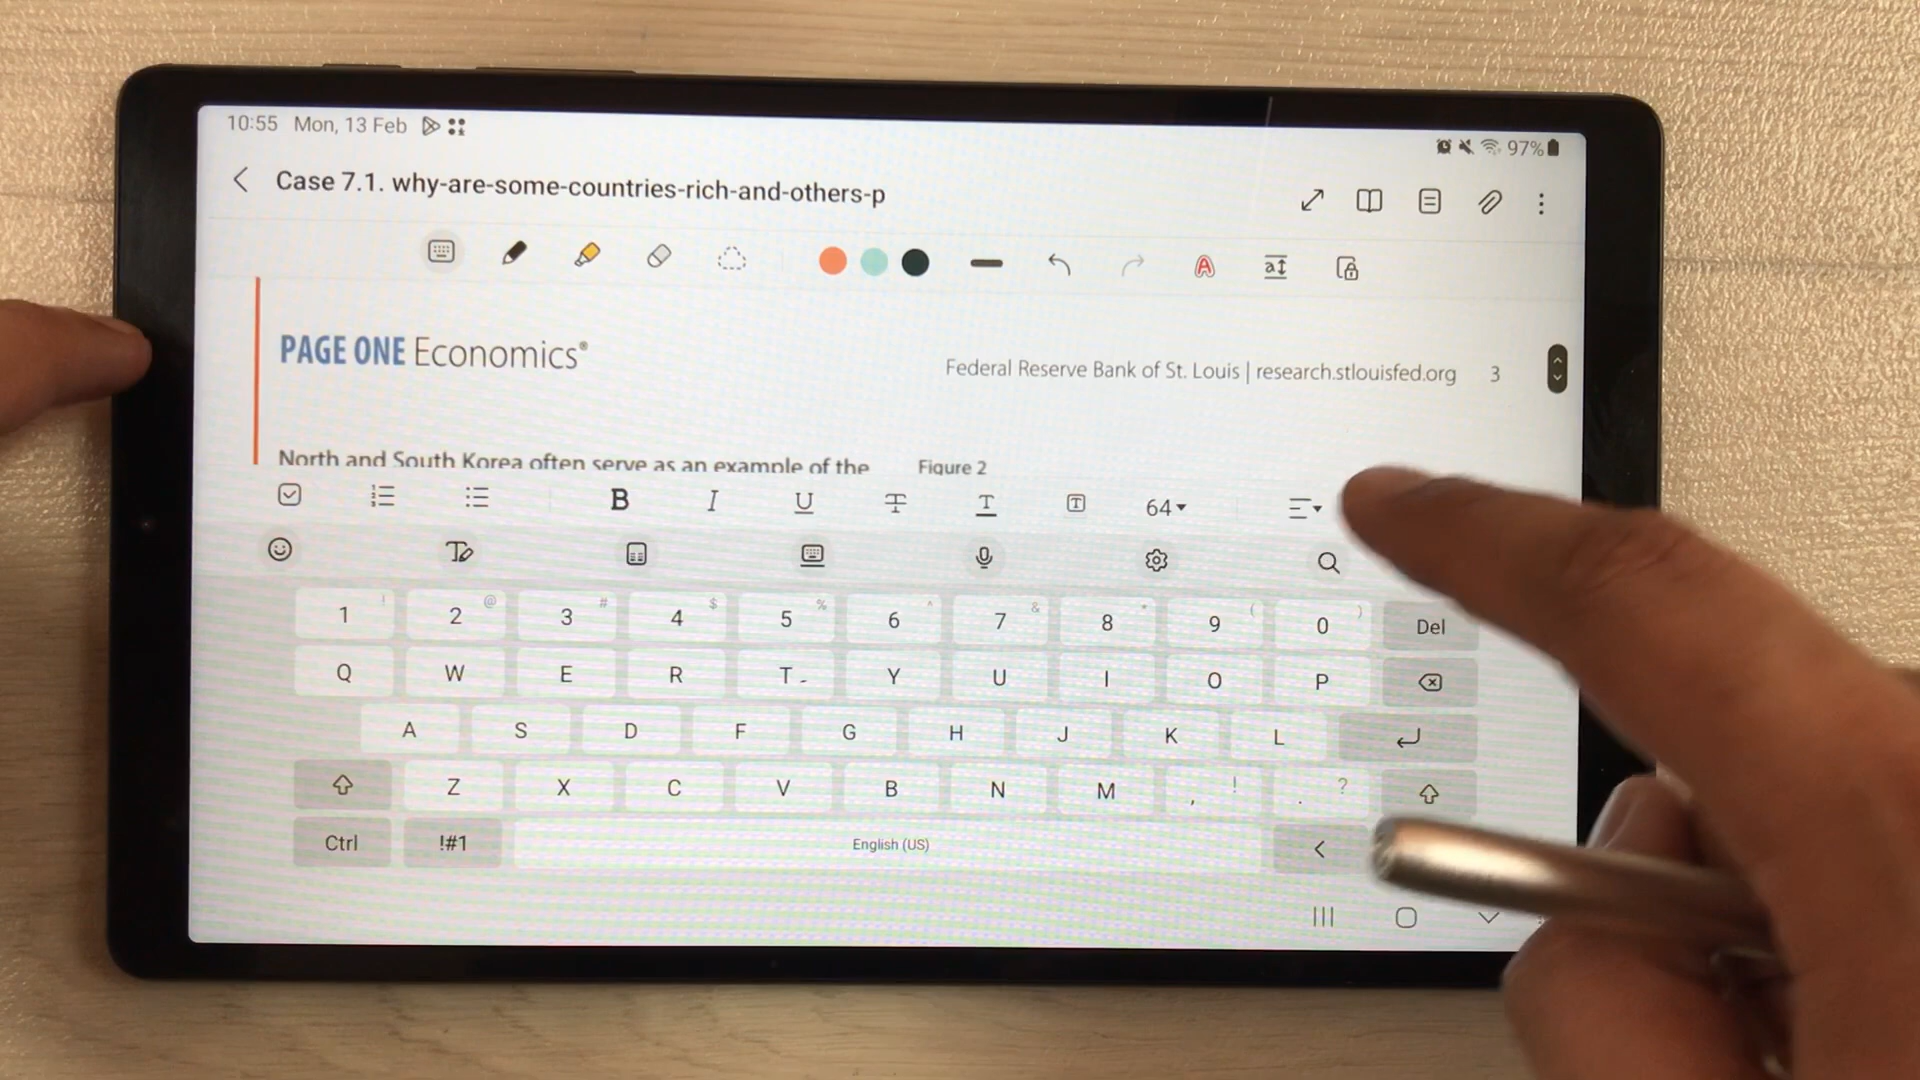 10:55 Mon, 13 Feb
97%
Case 7.1. why-are-some-countries-rich-and-others-p
PAGE ONE Economics®
Federal Reserve Bank of St. Louis | research.stlouisfed.org 3
North and South Korea often serve as an example of the
Figure 2
B I U T T T 64
1 ! 2 @ 3 # 4 $ 5 % 6 ^ 7 & 8 * 9 ( 0 ) Del
Q W E R T - Y U I O P
A S D F G H J K L
Z X C V B N M , ! . ?
Ctrl !#1 English (US) <